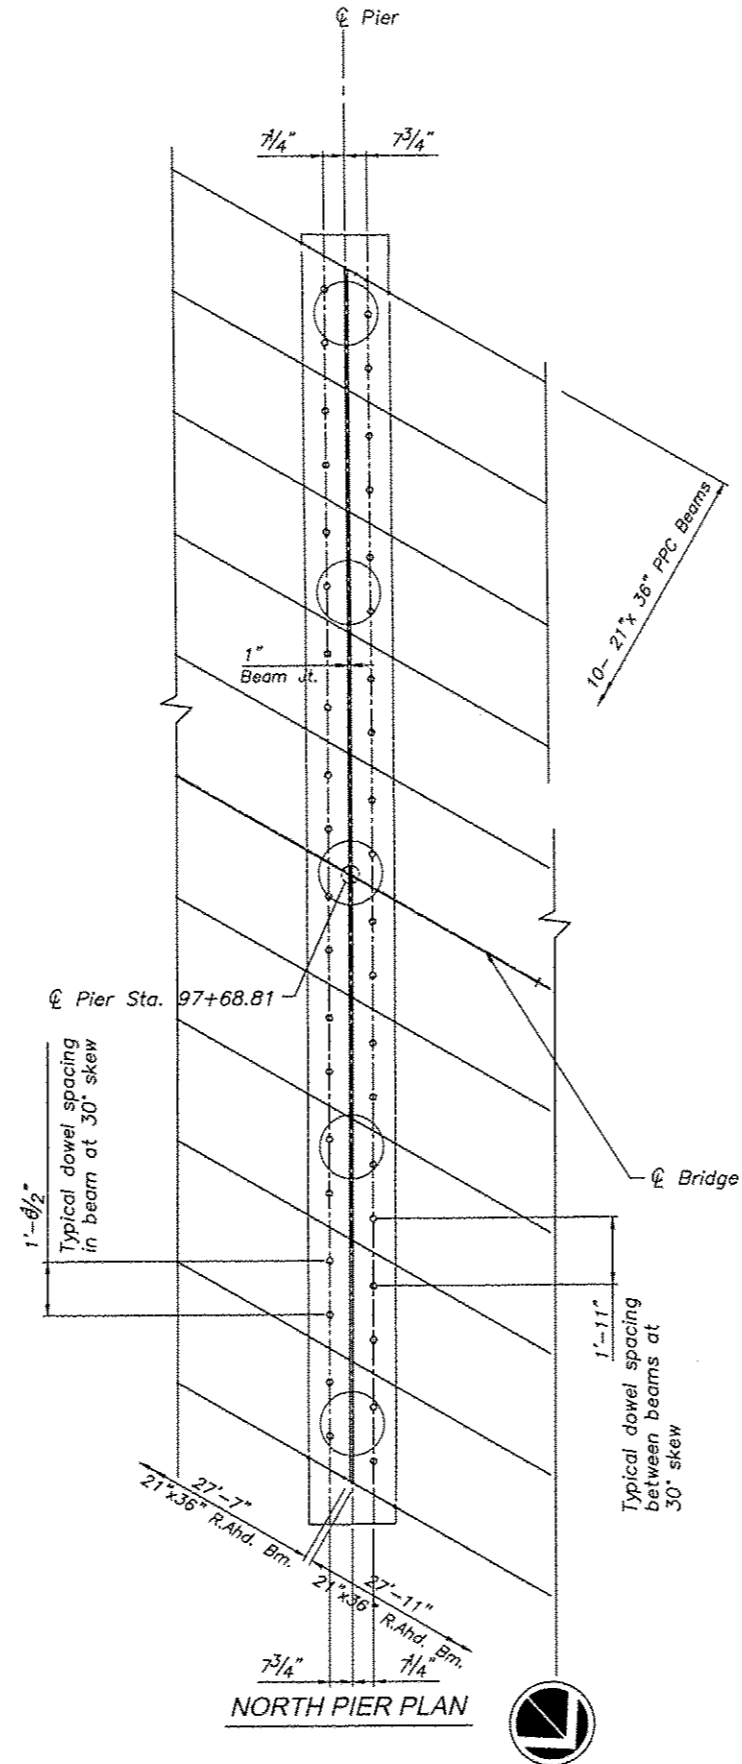 ℄ Pier
7¼" 7¾"
10- 21"x 36" PPC Beams
1"
Beam Jt.
℄ Pier Sta. 97+68.81
1'-6½"
Typical dowel spacing
in beam at 30° skew
℄ Bridge
1'-11"
Typical dowel spacing
between beams at
30° skew
27'-7"
21"x36" R.Ahd. Bm.
27'-11"
21"x36" R.Ahd. Bm.
7¾" 7¼"
NORTH PIER PLAN